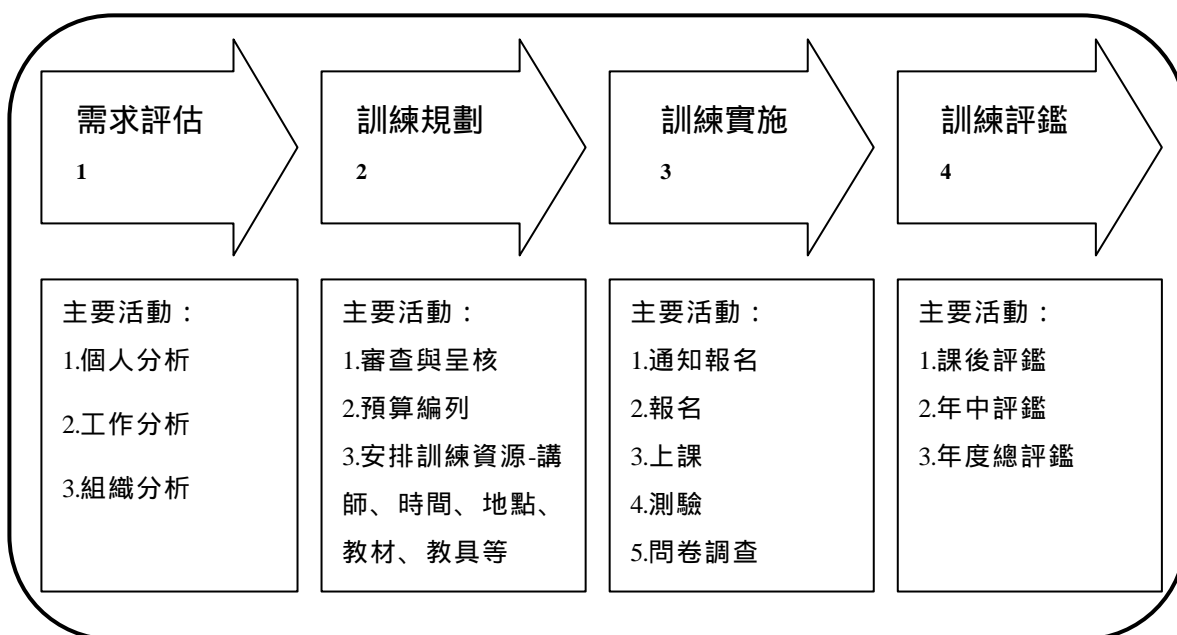 需求評估
1
訓練規劃
2
訓練實施
3
訓練評鑑
4
主要活動：
1.個人分析
2.工作分析
3.組織分析
主要活動：
1.審查與呈核
2.預算編列
3.安排訓練資源-講
師、時間、地點、
教材、教具等
主要活動：
1.通知報名
2.報名
3.上課
4.測驗
5.問卷調查
主要活動：
1.課後評鑑
2.年中評鑑
3.年度總評鑑